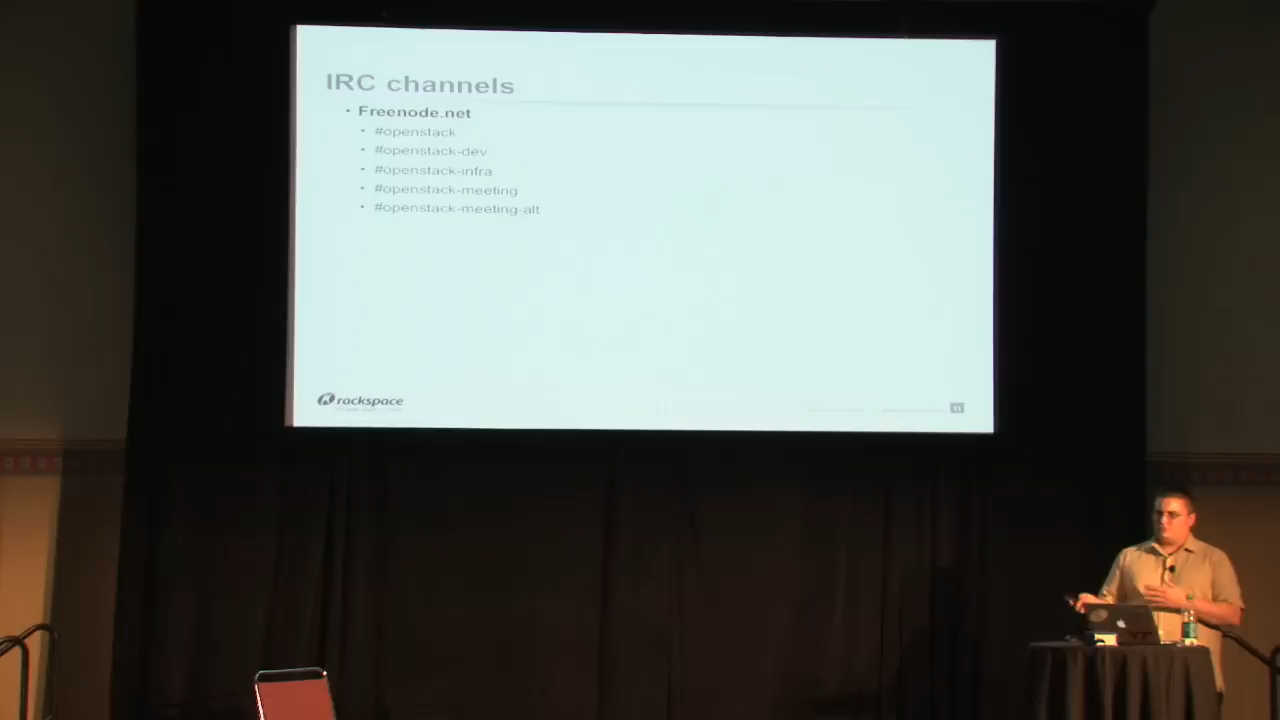 IRC channels
• Freenode.net
• #openstack
• #openstack-dev
• #openstack-infra
• #openstack-meeting
• #openstack-meeting-alt
rackspace